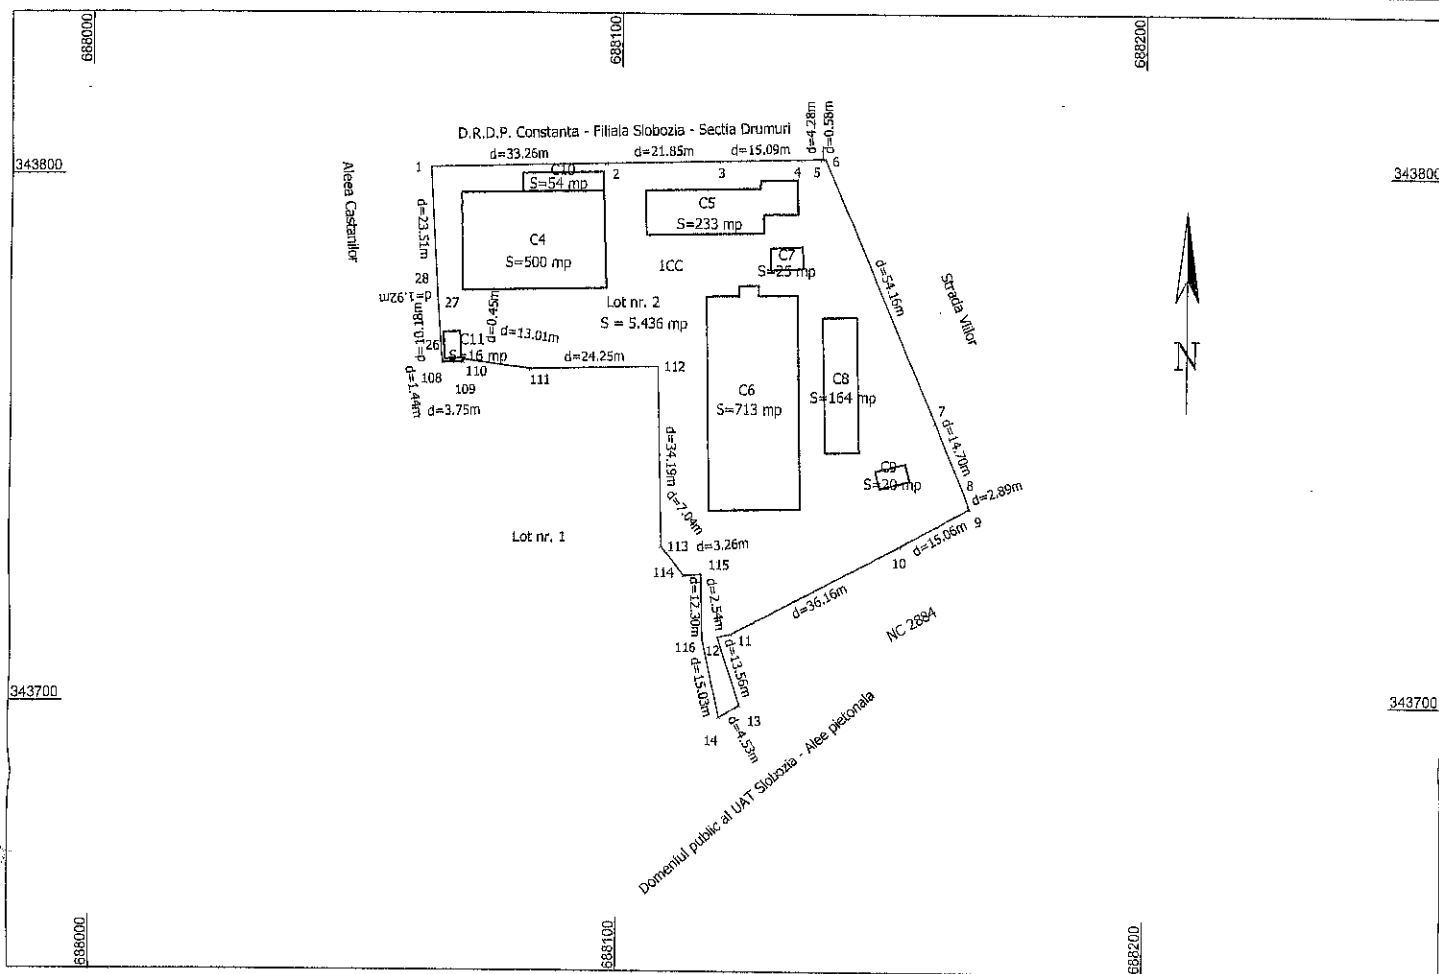 688000
688100
688200
D.R.D.P. Constanta - Filiala Slobozia - Sectia Drumuri
d=4.28m
d=0.58m
343800
343800
Aleea Castanilor
1
d=33.26m
2
d=21.85m
3
d=15.09m
4
5
6
C10
S=54 mp
d=23.51m
C4
S=500 mp
C5
S=233 mp
1CC
C7
S=25 mp
d=54.16m
Strada Viilor
28
d=1.92m
27
d=10.18m
26
d=0.45m
Lot nr. 2
S = 5.436 mp
C11
S=16 mp
d=13.01m
d=24.25m
108
109
110
111
112
d=1.44m
d=3.75m
C6
S=713 mp
C8
S=164 mp
7
d=14.70m
N
d=34.19m
C9
S=20 mp
8
d=2.89m
9
d=7.04m
Lot nr. 1
113
d=3.26m
114
115
d=15.06m
10
d=12.30m
d=2.54m
d=36.16m
NC 2884
116
12
11
d=13.56m
d=15.03m
343700
343700
13
14
d=4.53m
Domeniul public al UAT Slobozia - Alee pietonala
688000
688100
688200